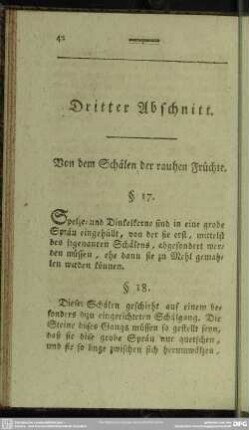 42
Dritter Abschnitt.
Von dem Schälen der rauhen Früchte.
§ 17.
Spelz- und Dinkelkerne sind in eine grobe
Spräu eingehüllt, von der sie erst, mittelst
des sogenanten Schälens, abgesondert wer-
den müssen, ehe dann sie zu Mehl gemah-
len werden können.
§ 18.
Dieses Schälen geschieht auf einem be-
sonders dazu eingerichteten Schälgang. Die
Steine dieses Gangs müssen so gestellt seyn,
daß sie diese grobe Spräu nur quetschen,
und sie so lange zwischen sich herumwälzen,